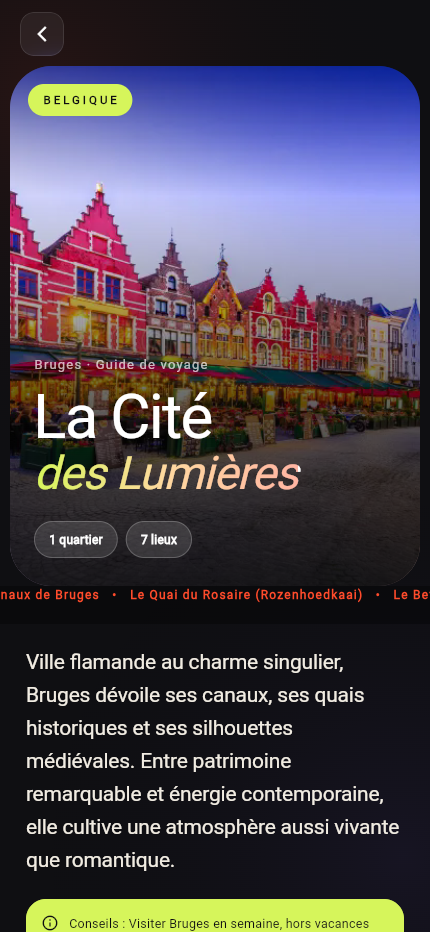 BELGIQUE
Bruges · Guide de voyage
La Cité
des Lumières
1 quartier
7 lieux
naux de Bruges • Le Quai du Rosaire (Rozenhoedkaai) • Le Be
Ville flamande au charme singulier,
Bruges dévoile ses canaux, ses quais
historiques et ses silhouettes
médiévales. Entre patrimoine
remarquable et énergie contemporaine,
elle cultive une atmosphère aussi vivante
que romantique.
Conseils : Visiter Bruges en semaine, hors vacances